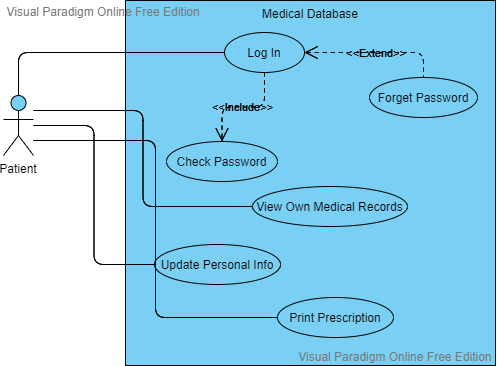 Visual Paradigm Online Free Edition
Medical Database
Log In
<<Extend>>
Forget Password
<<Include>>
Check Password
Patient
View Own Medical Records
Update Personal Info
Print Prescription
Visual Paradigm Online Free Edition